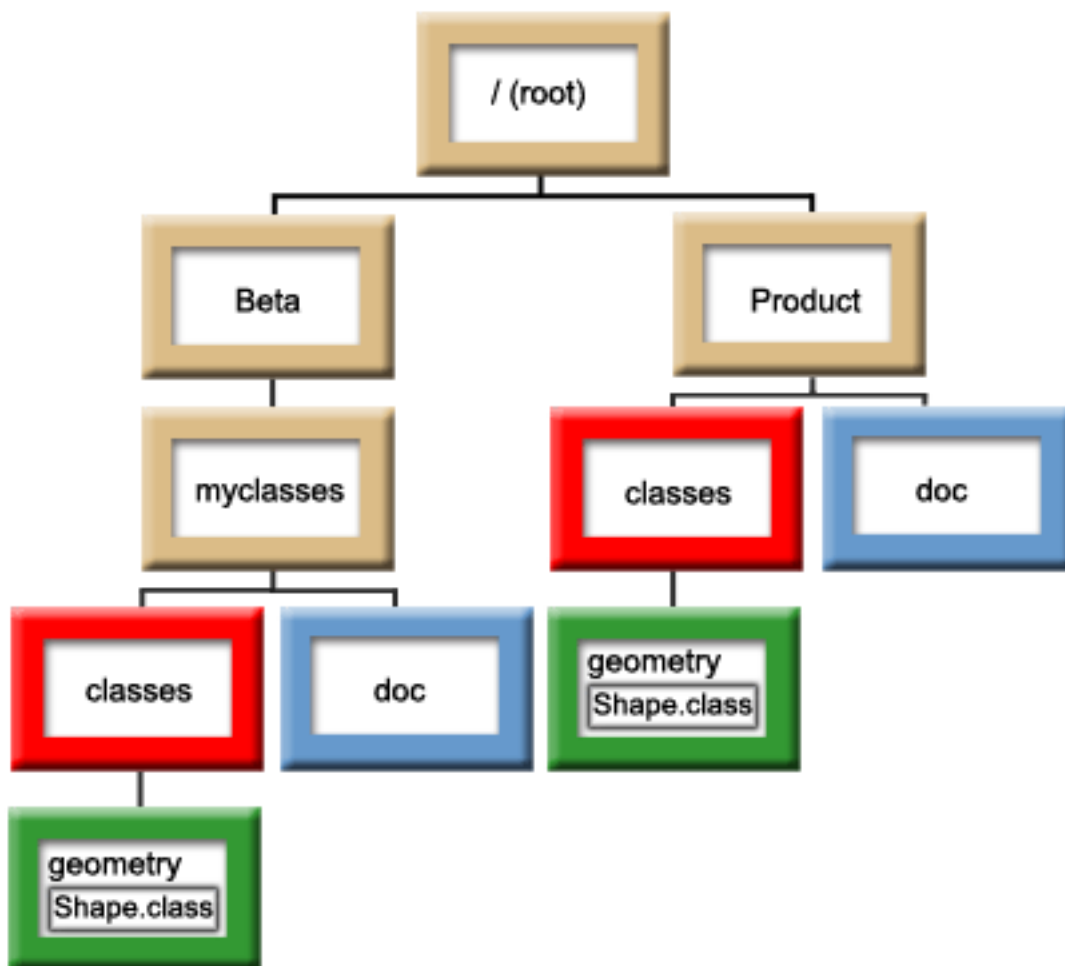 / (root)
Beta
Product
myclasses
classes
doc
classes
doc
geometry
Shape.class
geometry
Shape.class